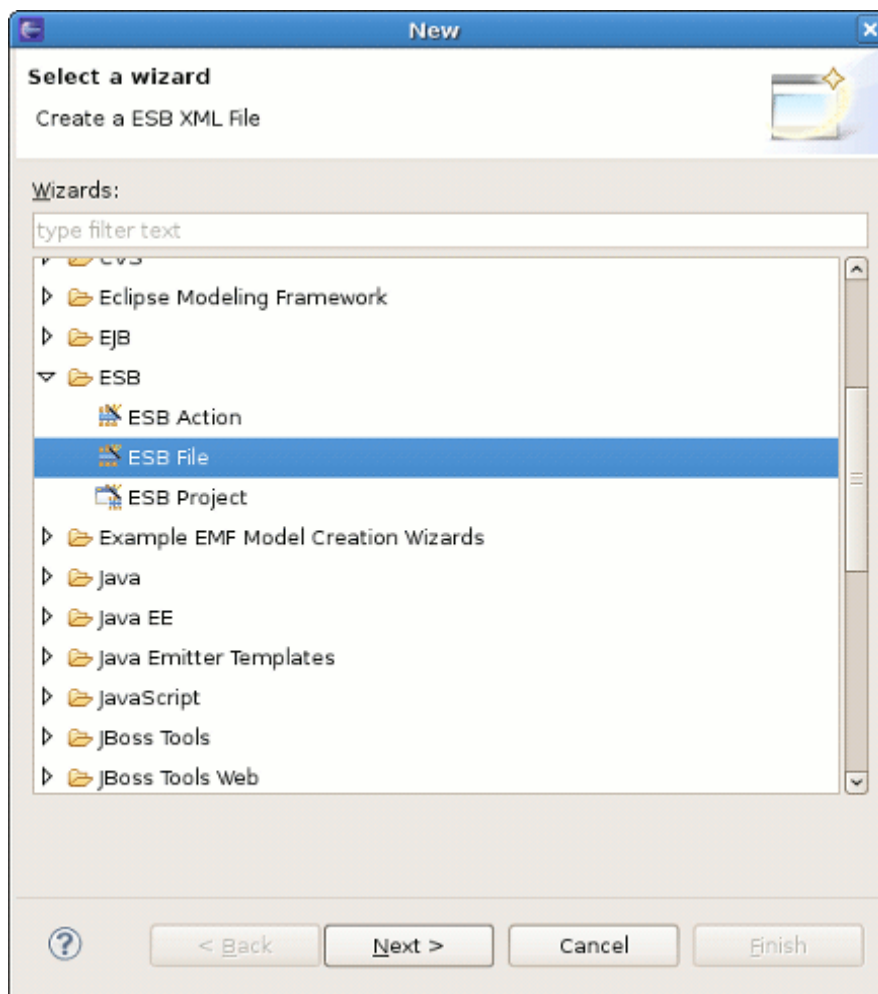 New
Select a wizard
Create a ESB XML File
Wizards:
type filter text
CVS
Eclipse Modeling Framework
EJB
ESB
ESB Action
ESB File
ESB Project
Example EMF Model Creation Wizards
Java
Java EE
Java Emitter Templates
JavaScript
JBoss Tools
JBoss Tools Web
< Back Next > Cancel Finish